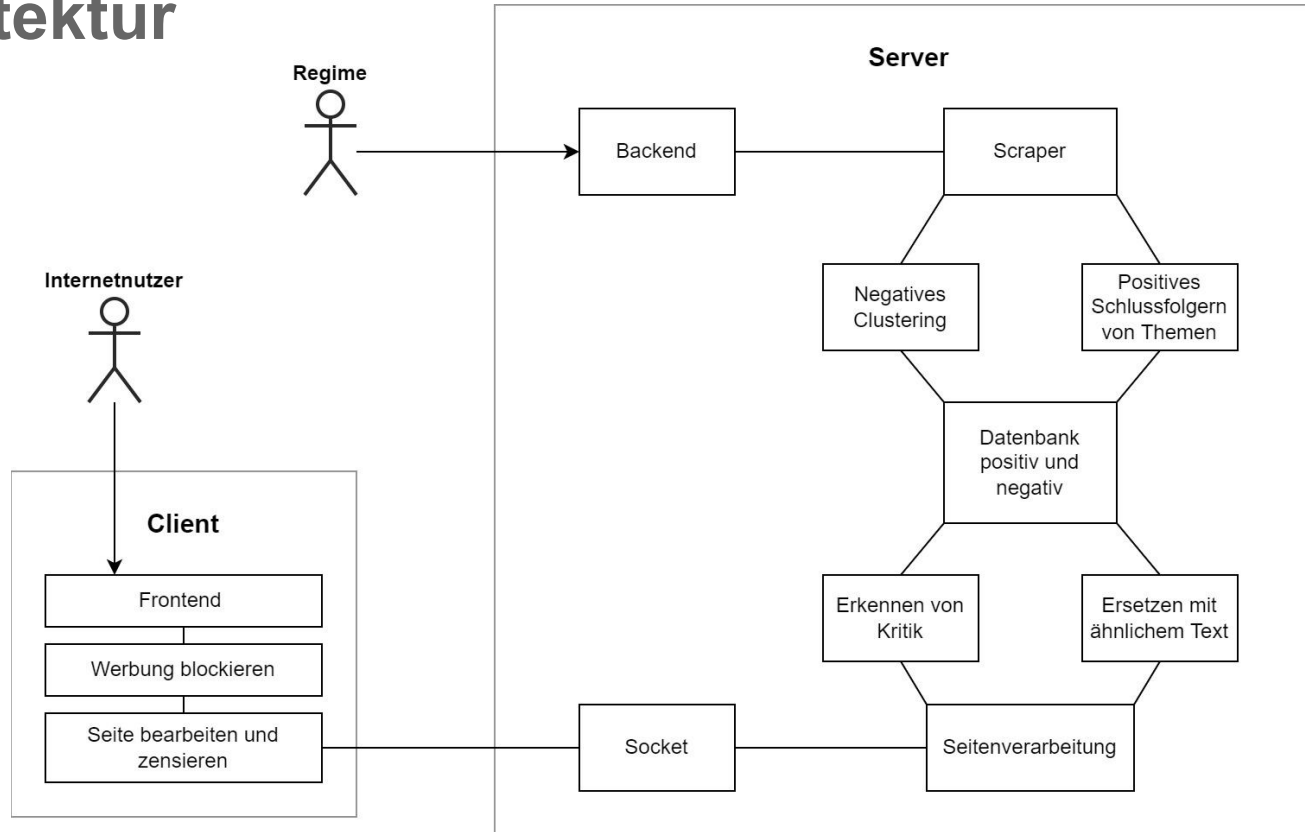 tektur
Regime
Server
Backend
Scraper
Internetnutzer
Negatives
Clustering
Positives
Schlussfolgern
von Themen
Datenbank
positiv und
negativ
Client
Frontend
Werbung blockieren
Seite bearbeiten und
zensieren
Erkennen von
Kritik
Ersetzen mit
ähnlichem Text
Socket
Seitenverarbeitung